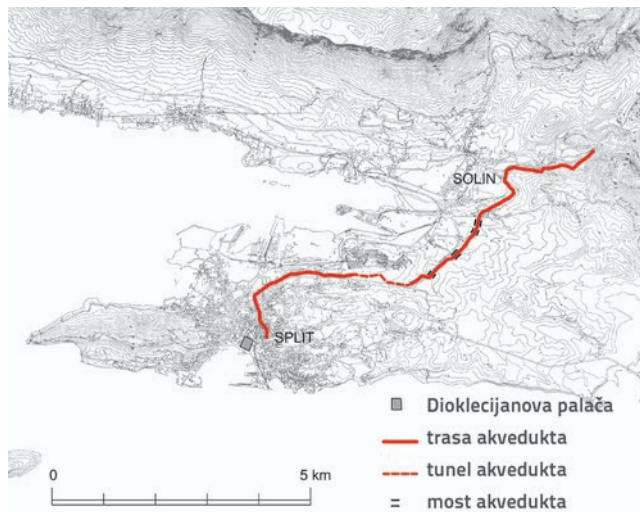 SOLIN
SPLIT
Dioklecijanova palača
trasa akvedukta
tunel akvedukta
most akvedukta
0 5 km